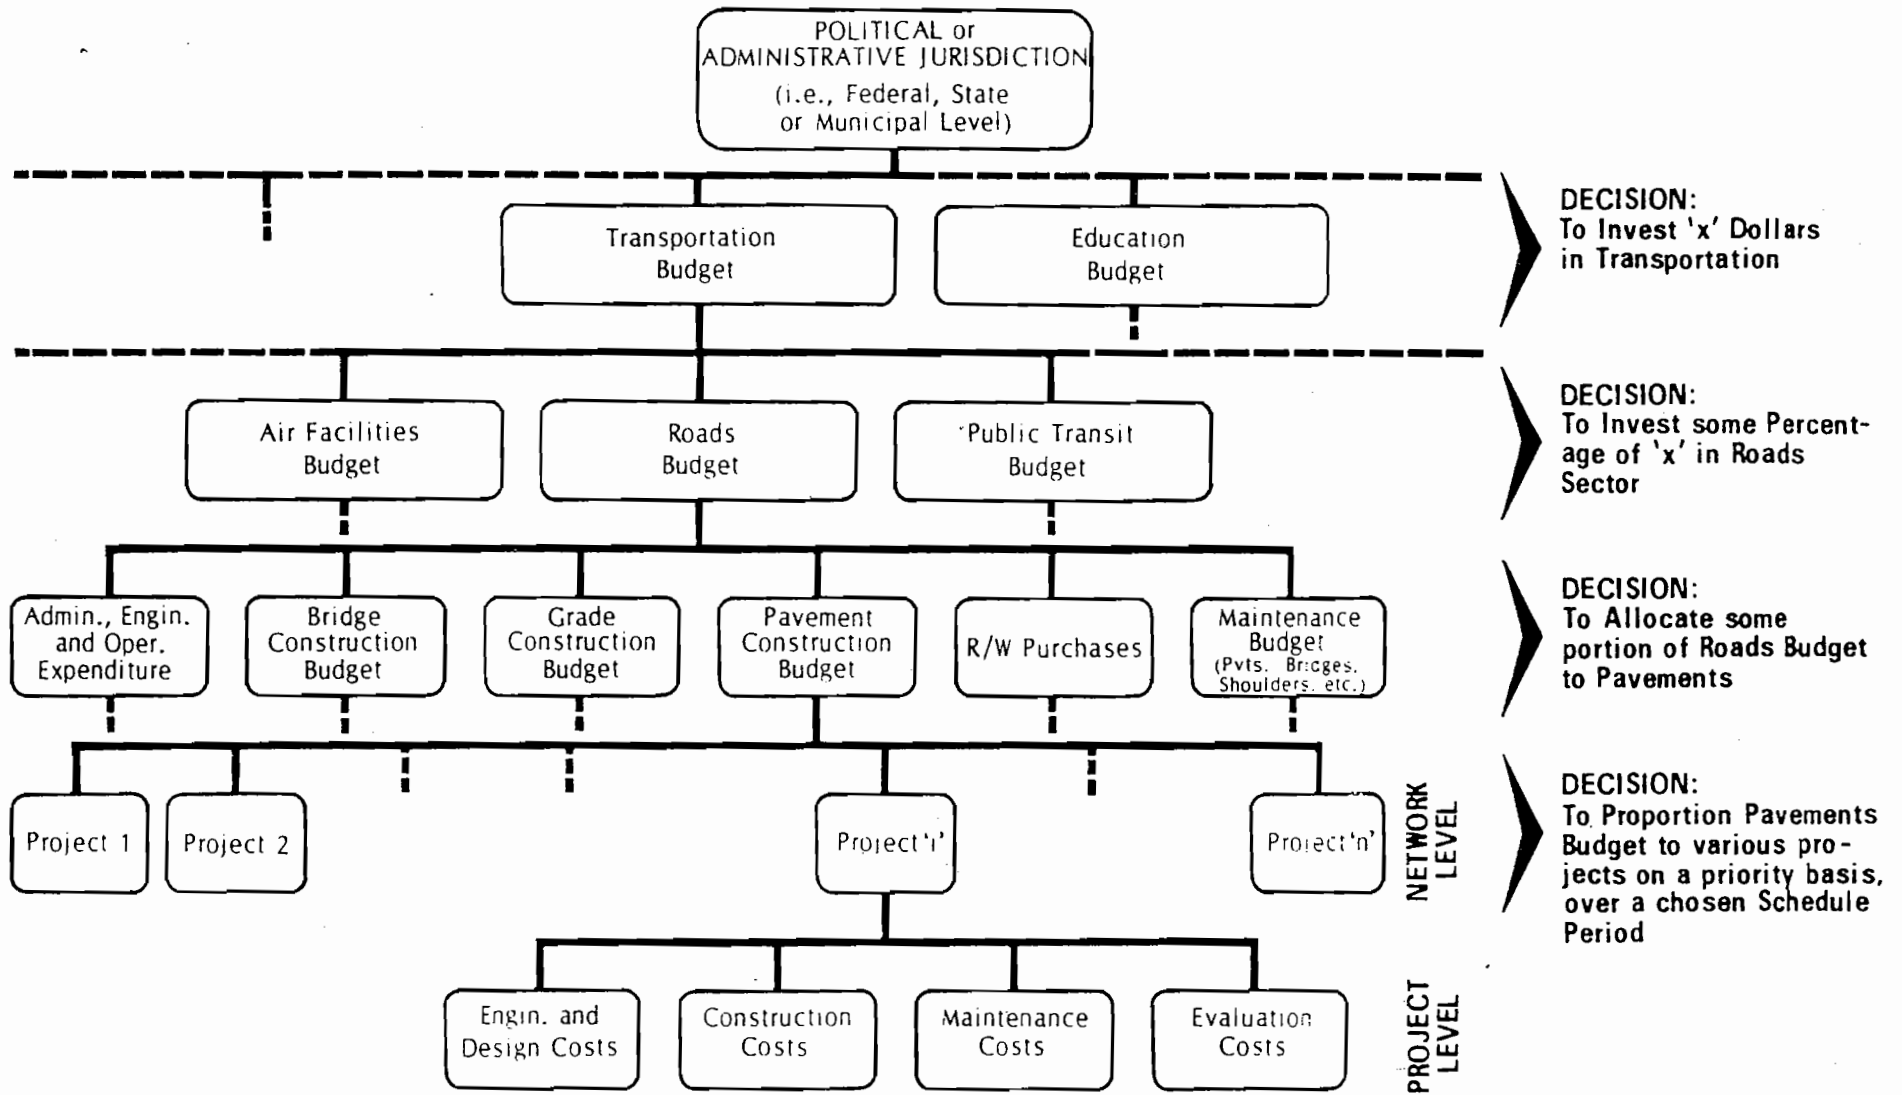 POLITICAL or
ADMINISTRATIVE JURISDICTION
(i.e., Federal, State
or Municipal Level)
Transportation
Budget
Education
Budget
DECISION:
To Invest 'x' Dollars
in Transportation
Air Facilities
Budget
Roads
Budget
Public Transit
Budget
DECISION:
To Invest some Percent-
age of 'x' in Roads
Sector
Admin., Engin.
and Oper.
Expenditure
Bridge
Construction
Budget
Grade
Construction
Budget
Pavement
Construction
Budget
R/W Purchases
Maintenance
Budget
(Pvts. Bridges.
Shoulders. etc.)
DECISION:
To Allocate some
portion of Roads Budget
to Pavements
Project 1
Project 2
Project 'i'
Project 'n'
NETWORK
LEVEL
DECISION:
To Proportion Pavements
Budget to various pro-
jects on a priority basis,
over a chosen Schedule
Period
Engin. and
Design Costs
Construction
Costs
Maintenance
Costs
Evaluation
Costs
PROJECT
LEVEL